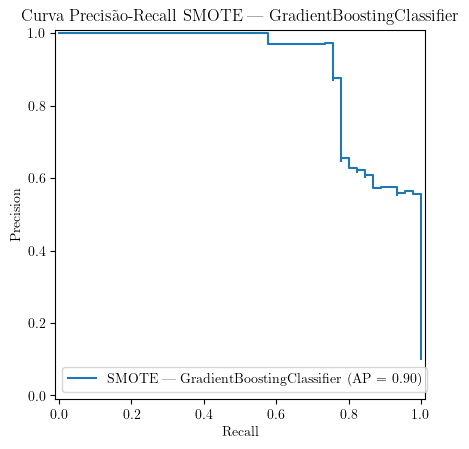 Curva Precisão-Recall SMOTE — GradientBoostingClassifier
1.0
0.8
0.6
0.4
0.2
0.0
Precision
SMOTE — GradientBoostingClassifier (AP = 0.90)
0.0 0.2 0.4 0.6 0.8 1.0
Recall